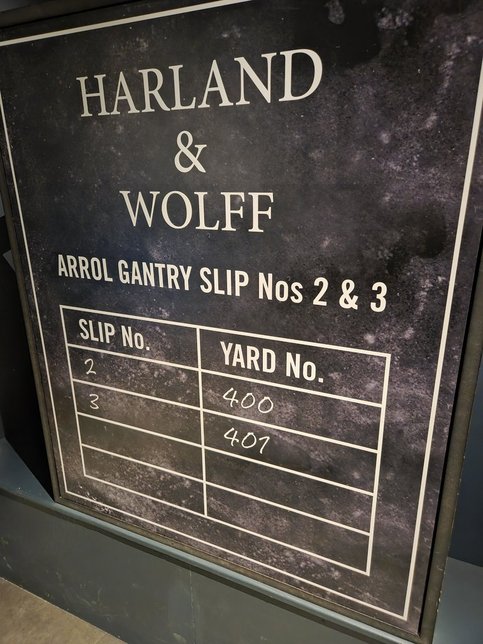 HARLAND
&
WOLFF
ARROL GANTRY SLIP Nos 2 & 3
SLIP No. YARD No.
2 400
3 401